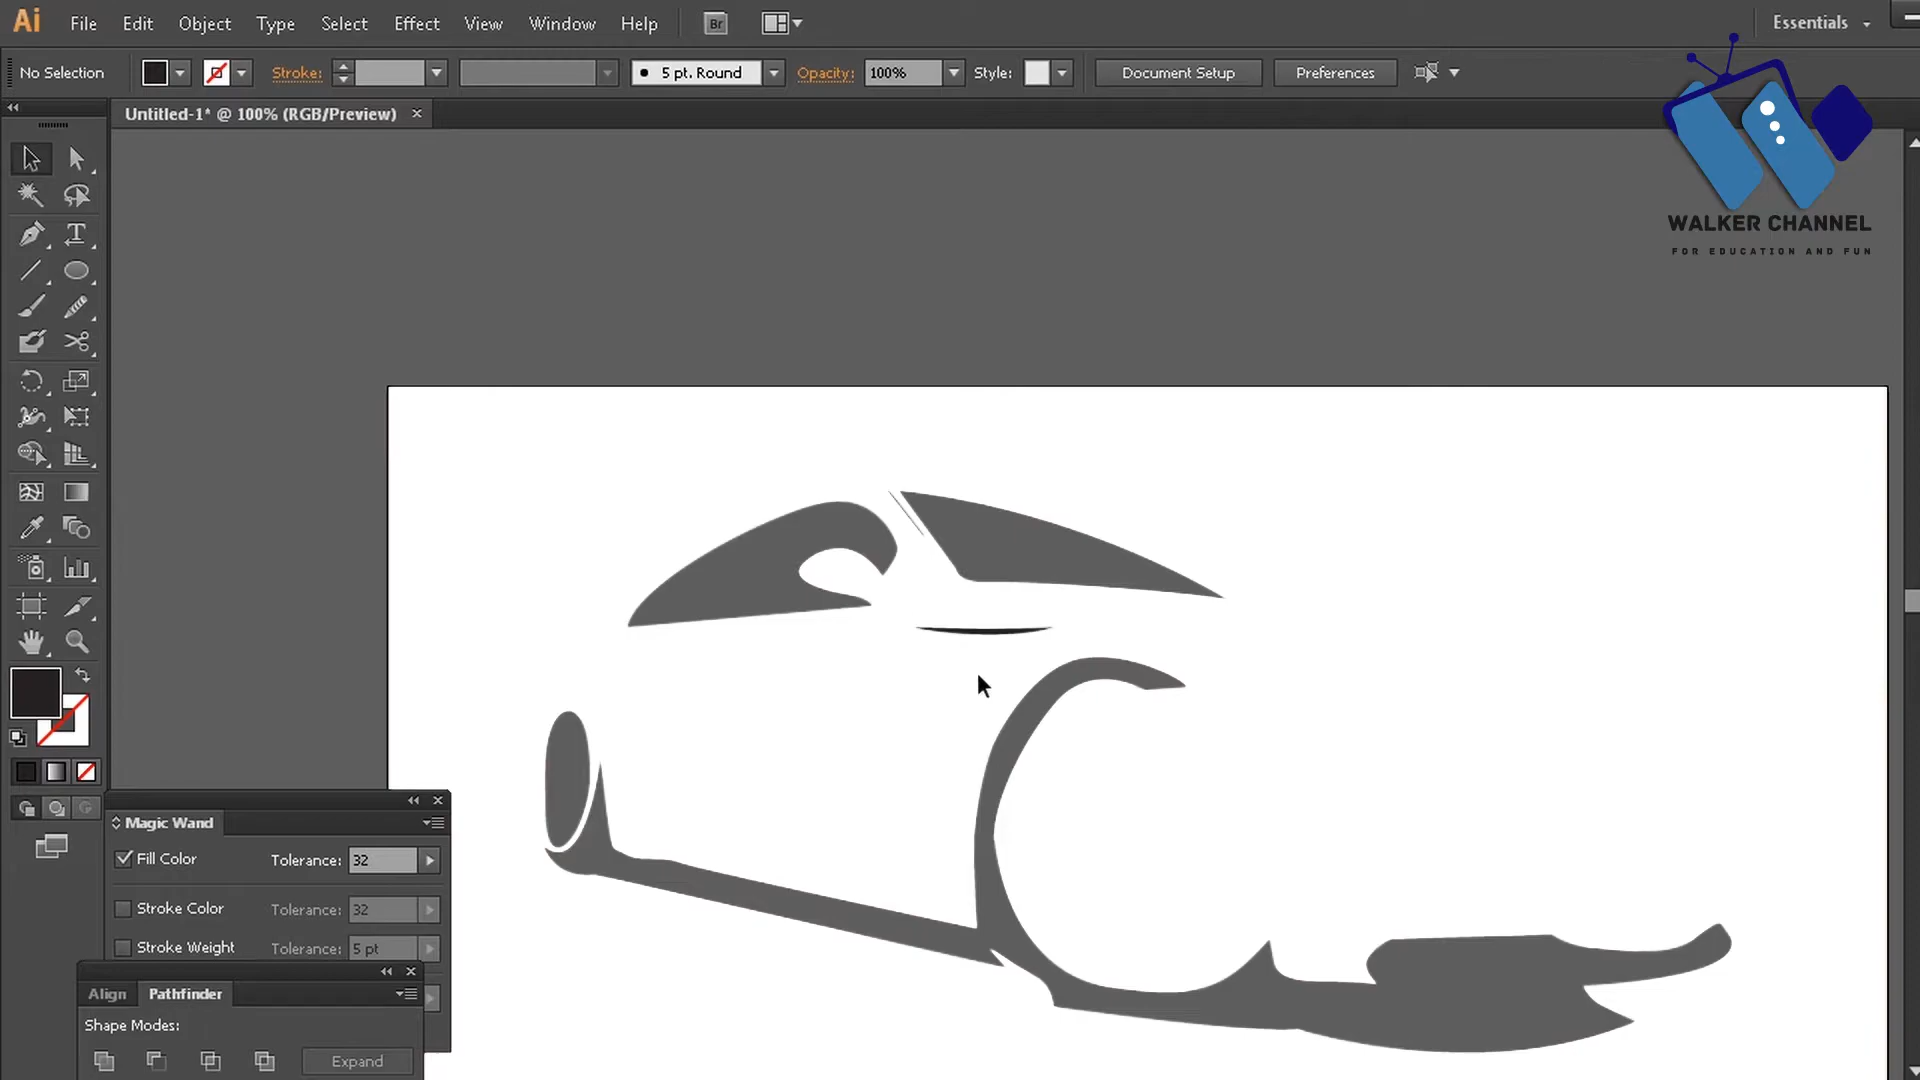 Ai File Edit Object Type Select Effect View Window Help Br Essentials
No Selection Stroke: 5 pt. Round Opacity: 100% Style: Document Setup Preferences
Untitled-1* @ 100% (RGB/Preview)
WALKER CHANNEL
FOR EDUCATION AND FUN
T
Magic Wand
Fill Color Tolerance: 32
Stroke Color Tolerance: 32
Stroke Weight Tolerance: 5 pt
Align Pathfinder
Shape Modes:
Expand